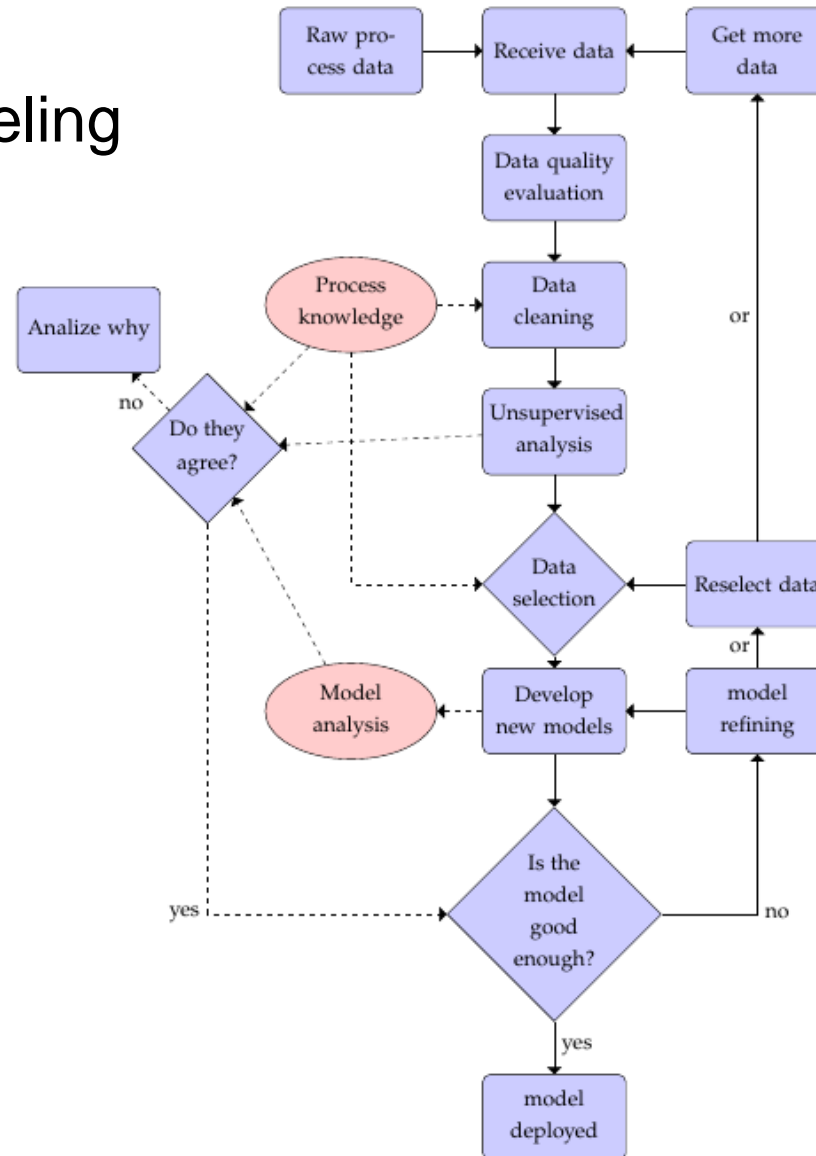 eling
Raw pro-
cess data
Receive data
Get more
data
Data quality
evaluation
Process
knowledge
Data
cleaning
or
Analize why
no
Do they
agree?
Unsupervised
analysis
Data
selection
Reselect data
or
Model
analysis
Develop
new models
model
refining
Is the
model
good
enough?
yes
no
yes
model
deployed